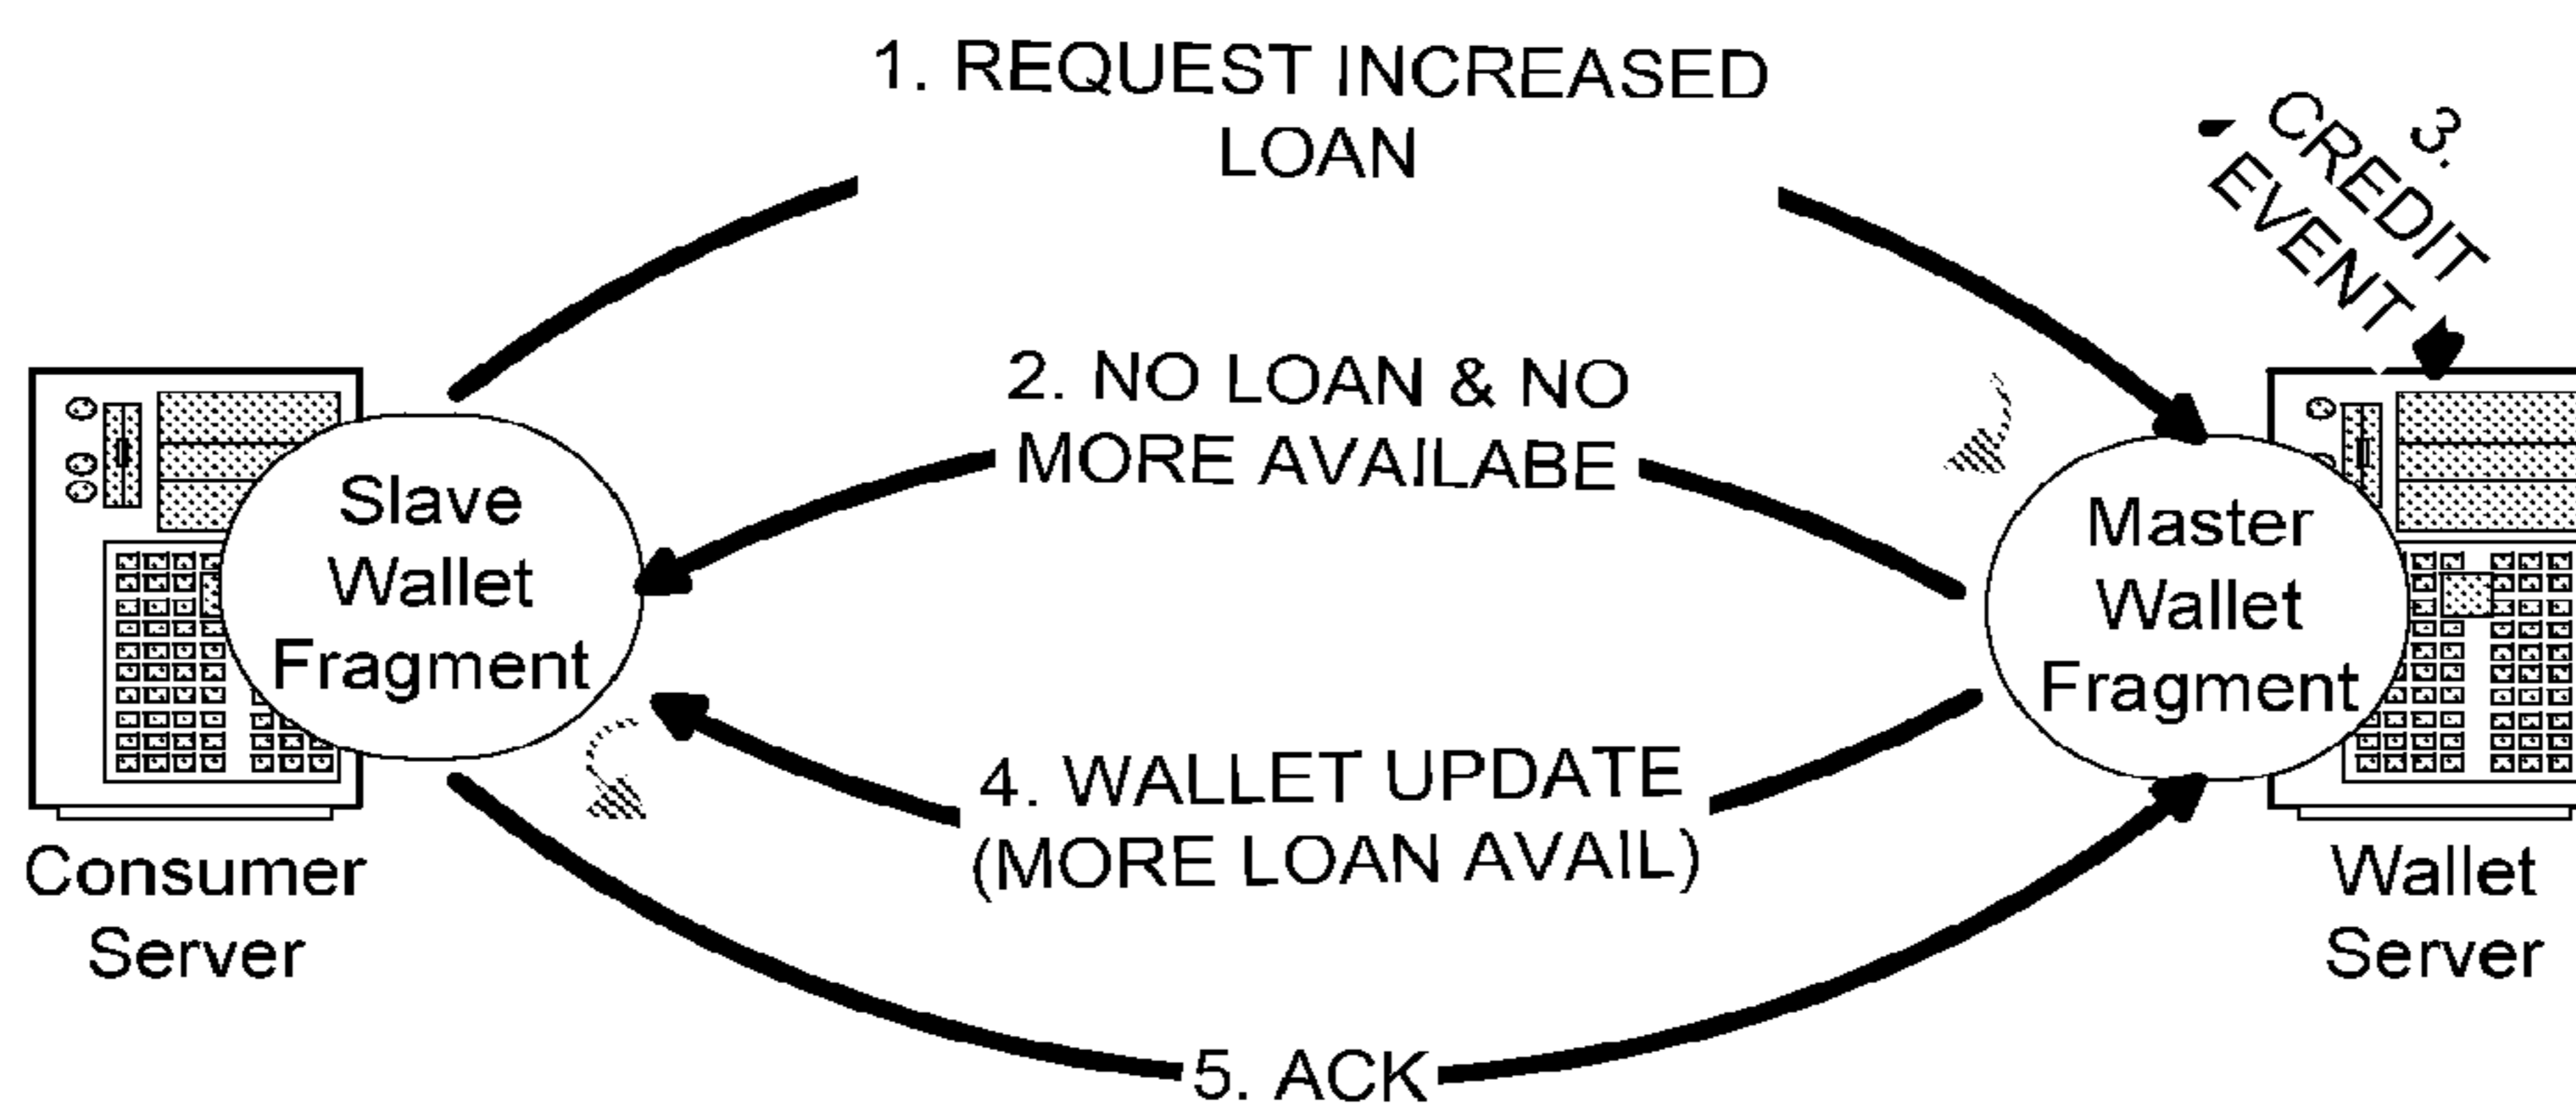 1. REQUEST INCREASED
LOAN
3.
CREDIT
EVENT
2. NO LOAN & NO
MORE AVAILABE
Slave
Wallet
Fragment
Master
Wallet
Fragment
4. WALLET UPDATE
(MORE LOAN AVAIL)
Consumer
Server
Wallet
Server
5. ACK